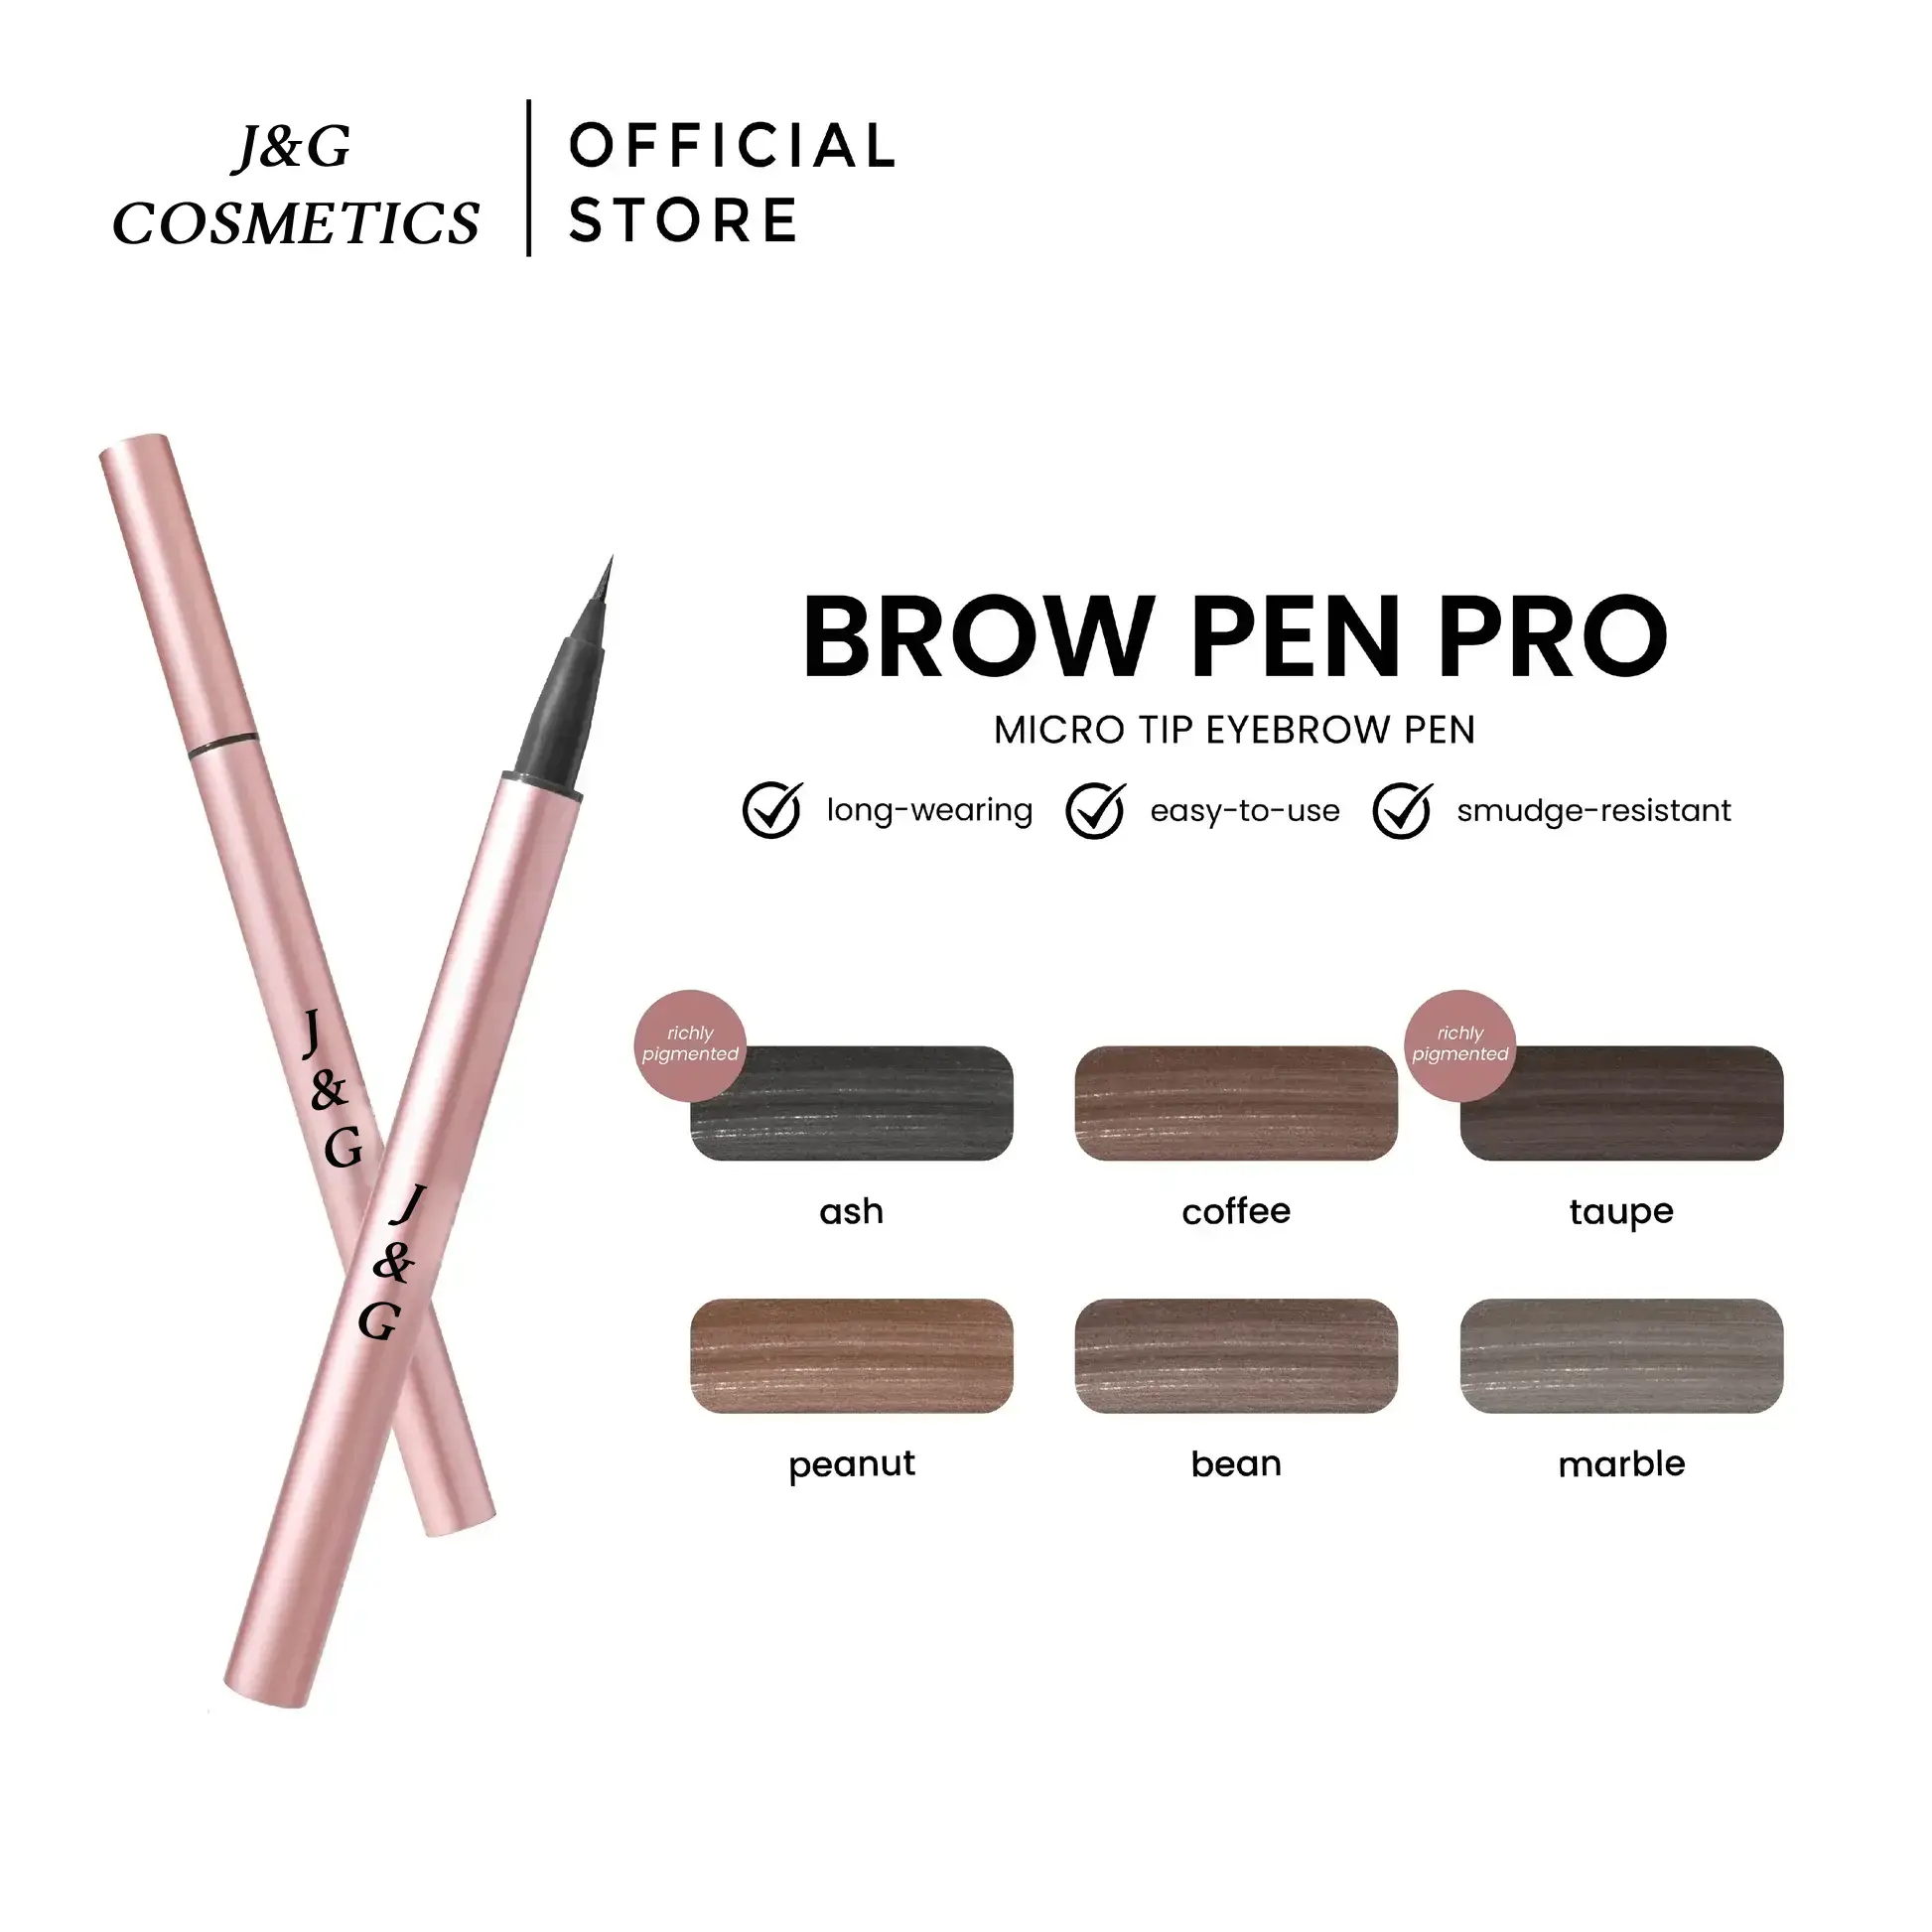 J&G
COSMETICS
OFFICIAL
STORE
BROW PEN PRO
MICRO TIP EYEBROW PEN
long-wearing
easy-to-use
smudge-resistant
J
&
G
J
&
G
richly
pigmented
richly
pigmented
ash
coffee
taupe
peanut
bean
marble